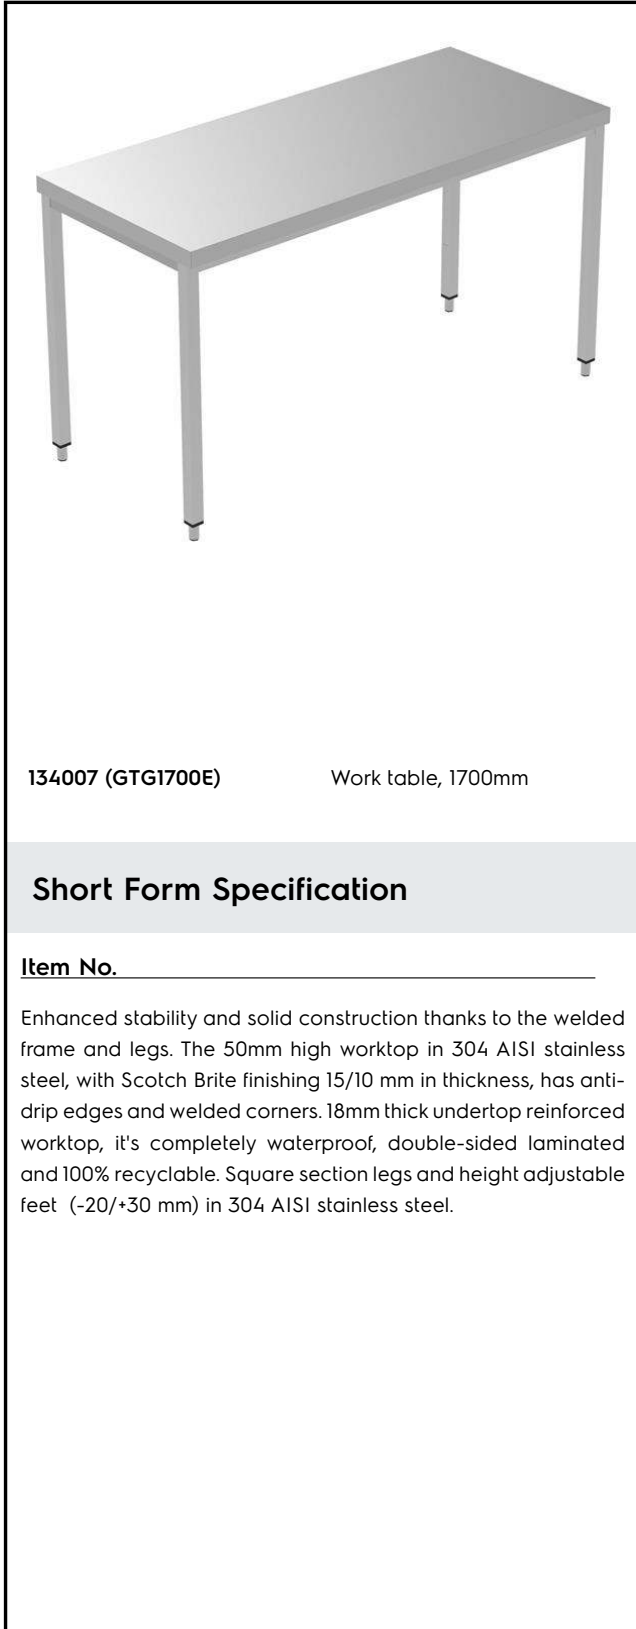 134007 (GTG1700E) Work table, 1700mm
Short Form Specification
Item No.
Enhanced stability and solid construction thanks to the welded
frame and legs. The 50mm high worktop in 304 AISI stainless
steel, with Scotch Brite finishing 15/10 mm in thickness, has anti-
drip edges and welded corners. 18mm thick undertop reinforced
worktop, it's completely waterproof, double-sided laminated
and 100% recyclable. Square section legs and height adjustable
feet (-20/+30 mm) in 304 AISI stainless steel.